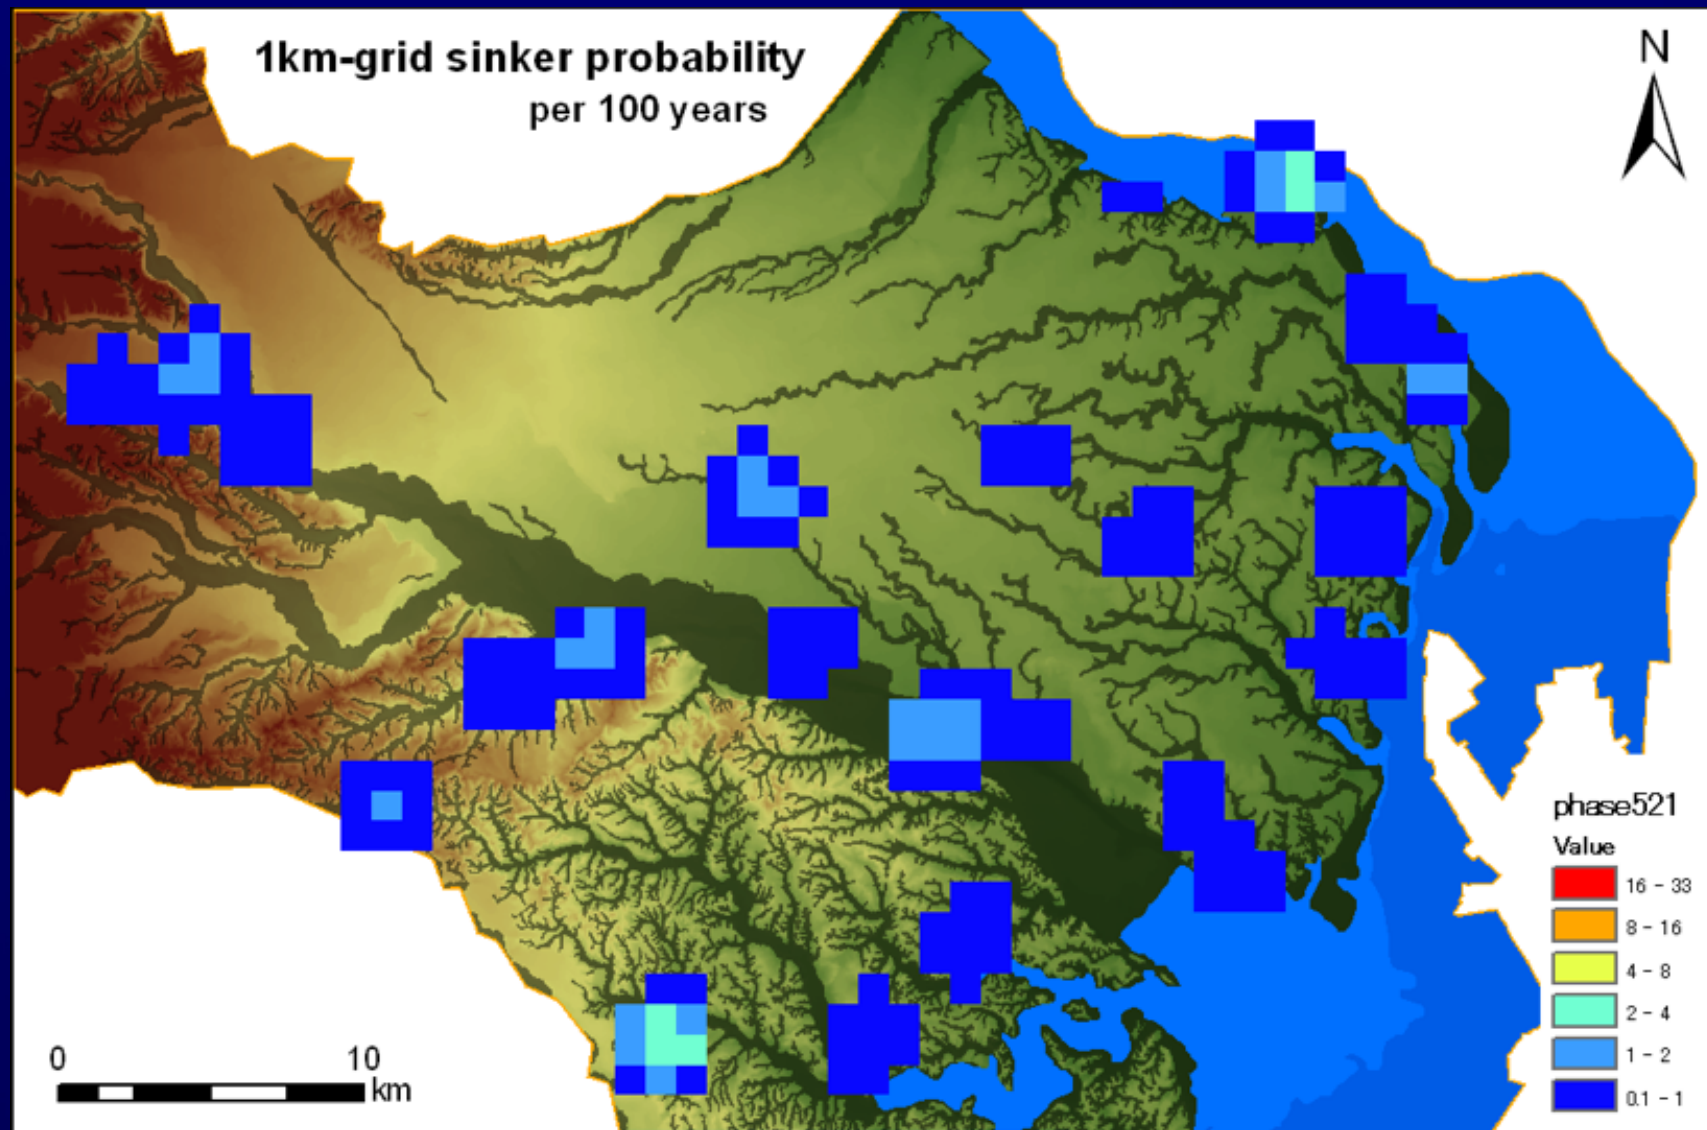 1km-grid sinker probability
per 100 years
N
phase521
Value
16 - 33
8 - 16
4 - 8
2 - 4
1 - 2
0.1 - 1
0 10
km